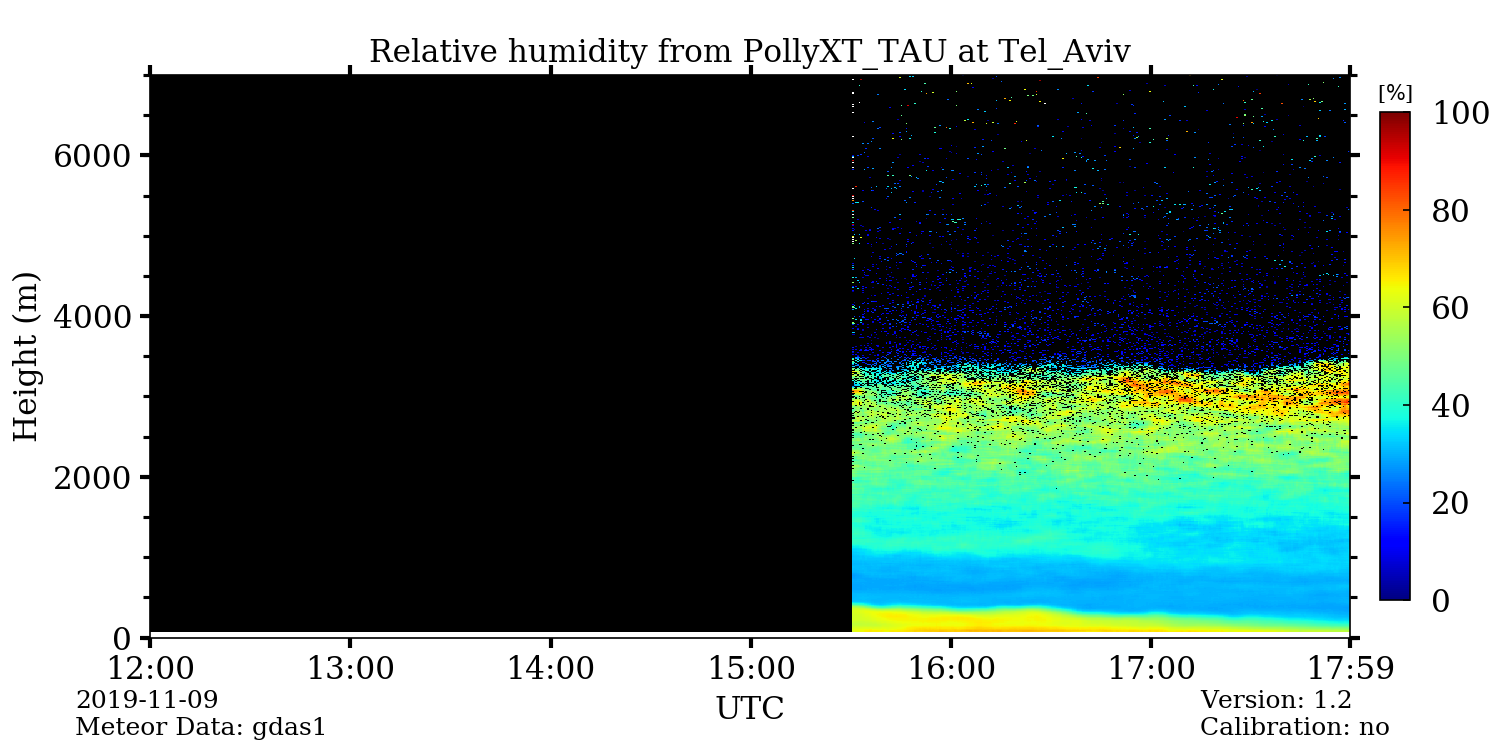 Relative humidity from PollyXT_TAU at Tel_Aviv
[%]
100
80
60
40
20
0
Height (m)
6000
4000
2000
0
12:00 13:00 14:00 15:00 16:00 17:00 17:59
UTC
2019-11-09
Meteor Data: gdas1
Version: 1.2
Calibration: no